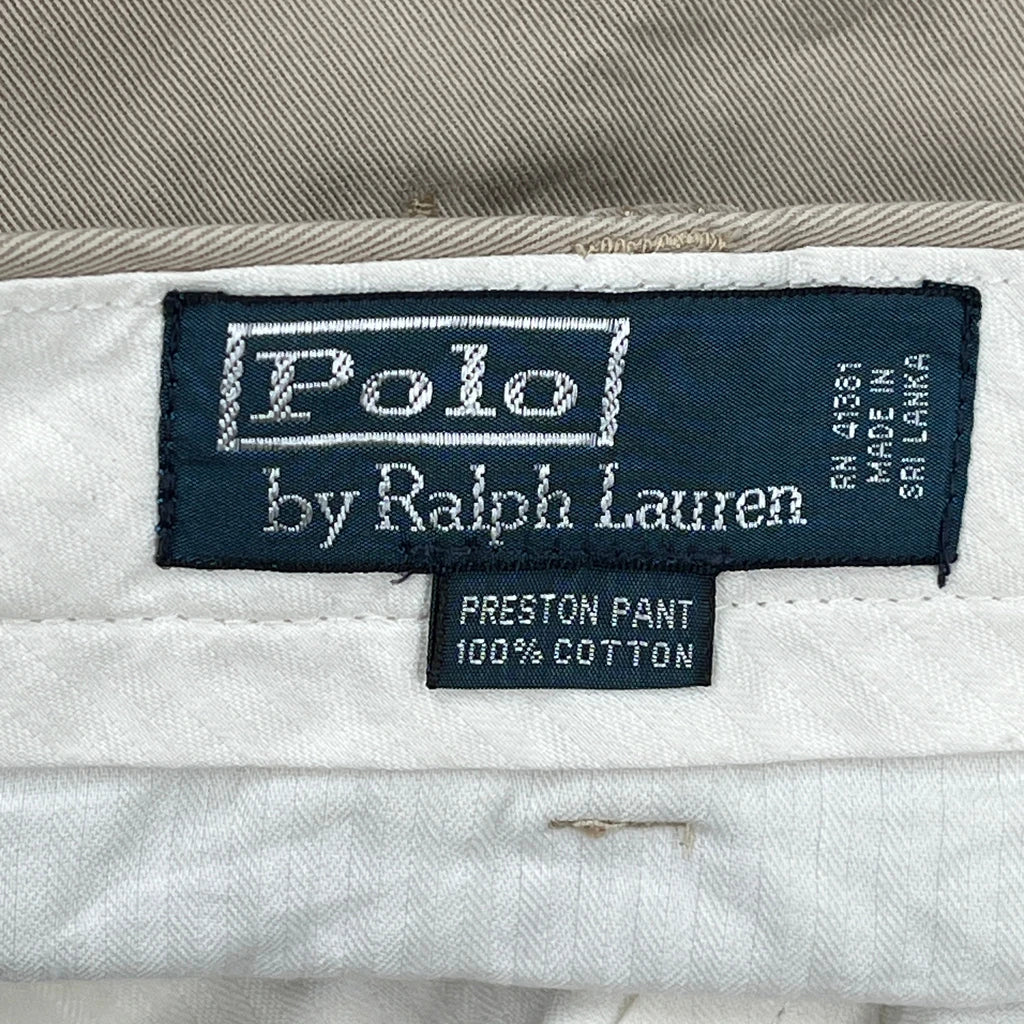 Polo
by Ralph Lauren
RN 41381
MADE IN
SRI LANKA
PRESTON PANT
100% COTTON